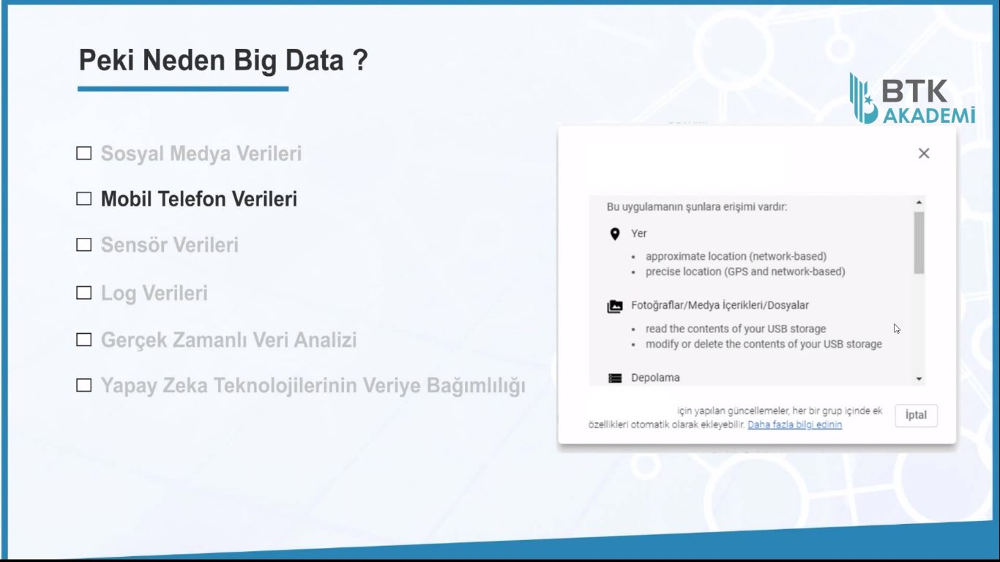 Peki Neden Big Data ?
BTK
AKADEMİ
Sosyal Medya Verileri
Mobil Telefon Verileri
Sensör Verileri
Log Verileri
Gerçek Zamanlı Veri Analizi
Yapay Zeka Teknolojilerinin Veriye Bağımlılığı
Bu uygulamanın şunlara erişimi vardır:
Yer
• approximate location (network-based)
• precise location (GPS and network-based)
Fotoğraflar/Medya İçerikleri/Dosyalar
• read the contents of your USB storage
• modify or delete the contents of your USB storage
Depolama
için yapılan güncellemeler, her bir grup içinde ek
özellikleri otomatik olarak ekleyebilir. Daha fazla bilgi edinin
İptal